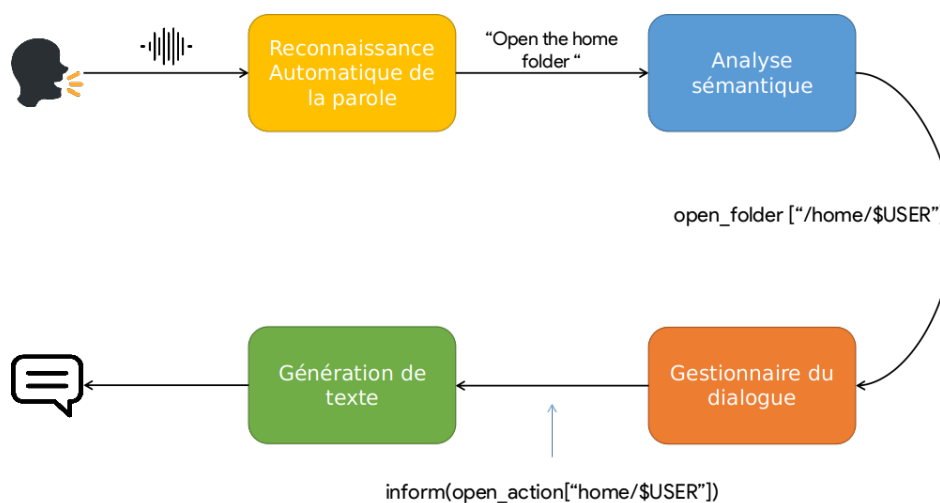 Reconnaissance
Automatique de
la parole
“Open the home
folder “
Analyse
sémantique
open_folder [“/home/$USER”]
Gestionnaire du
dialogue
Génération de
texte
inform(open_action[“home/$USER”])